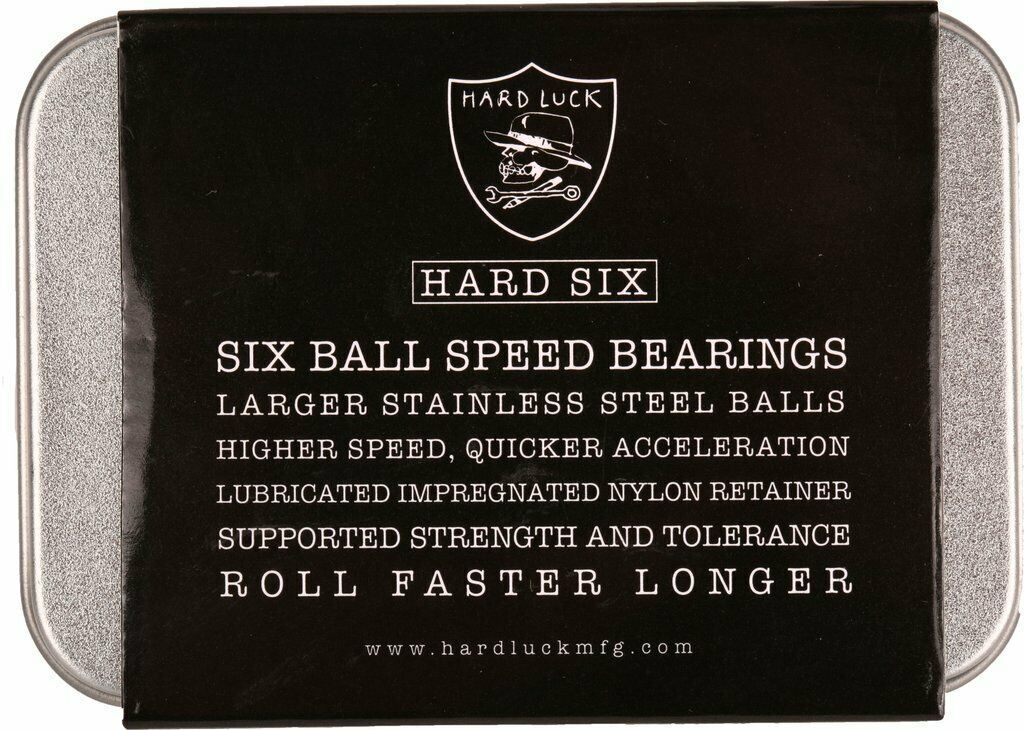 HARD LUCK
HARD SIX
SIX BALL SPEED BEARINGS
LARGER STAINLESS STEEL BALLS
HIGHER SPEED, QUICKER ACCELERATION
LUBRICATED IMPREGNATED NYLON RETAINER
SUPPORTED STRENGTH AND TOLERANCE
ROLL FASTER LONGER
www.hardluckmfg.com